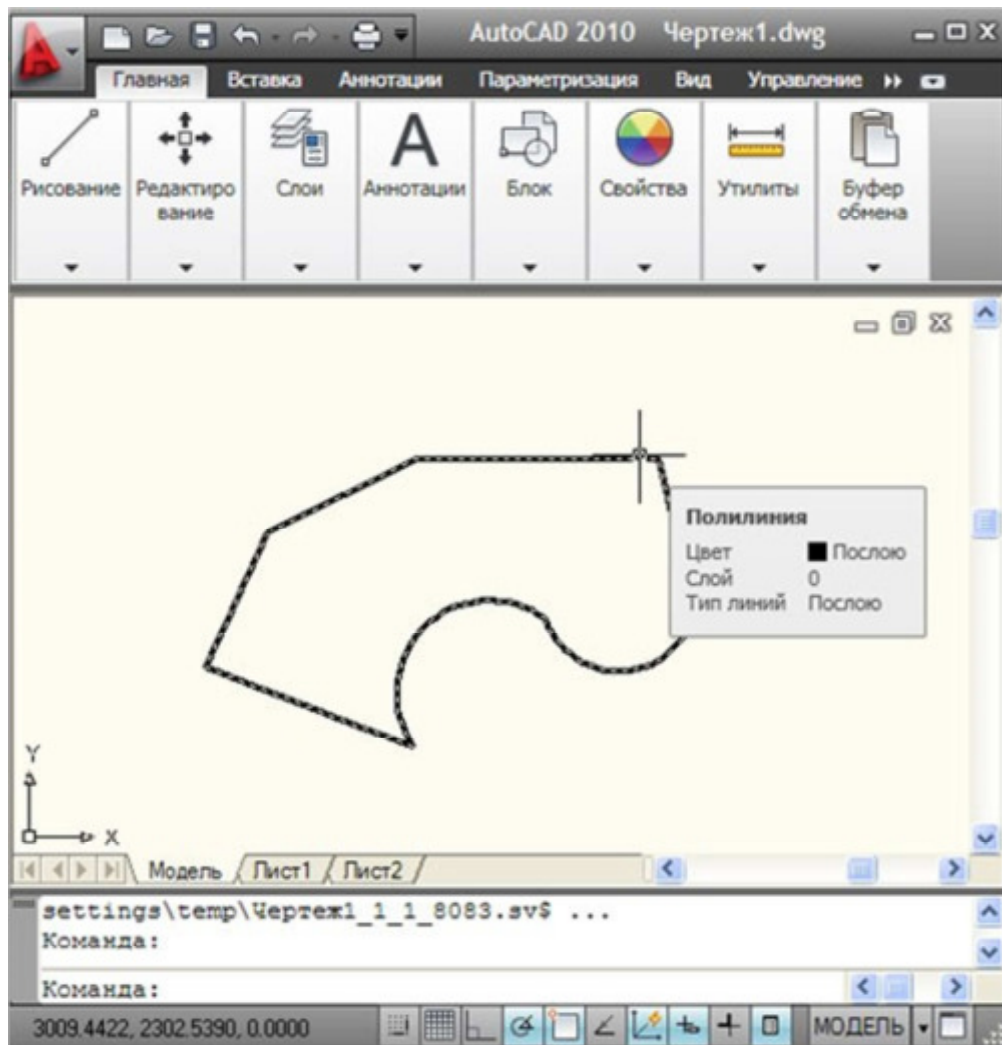 AutoCAD 2010 Чертеж1.dwg
Главная Вставка Аннотации Параметризация Вид Управление
Рисование Редактиро вание Слои Аннотации Блок Свойства Утилиты Буфер обмена
Полилиния
Цвет Послою
Слой 0
Тип линий Послою
Y
X
Модель Лист1 Лист2
settings\temp\Чертеж1_1_1_8083.sv$ ...
Команда:
Команда:
3009.4422, 2302.5390, 0.0000 МОДЕЛЬ